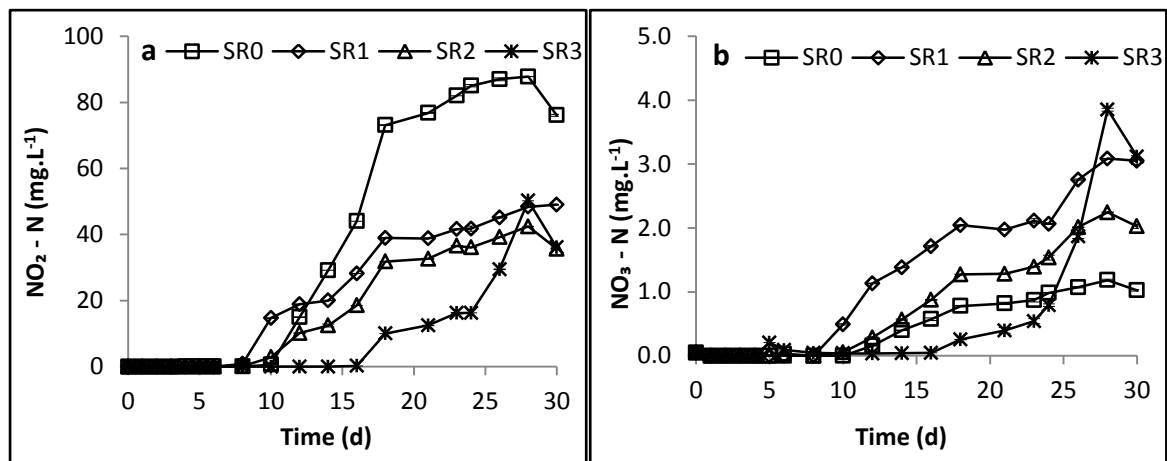 a SR0 SR1 SR2 SR3
100
80
60
40
20
0
NO₂ - N (mg.L⁻¹)
0 5 10 15 20 25 30
Time (d)
b SR0 SR1 SR2 SR3
5.0
4.0
3.0
2.0
1.0
0.0
NO₃ - N (mg.L⁻¹)
0 5 10 15 20 25 30
Time (d)